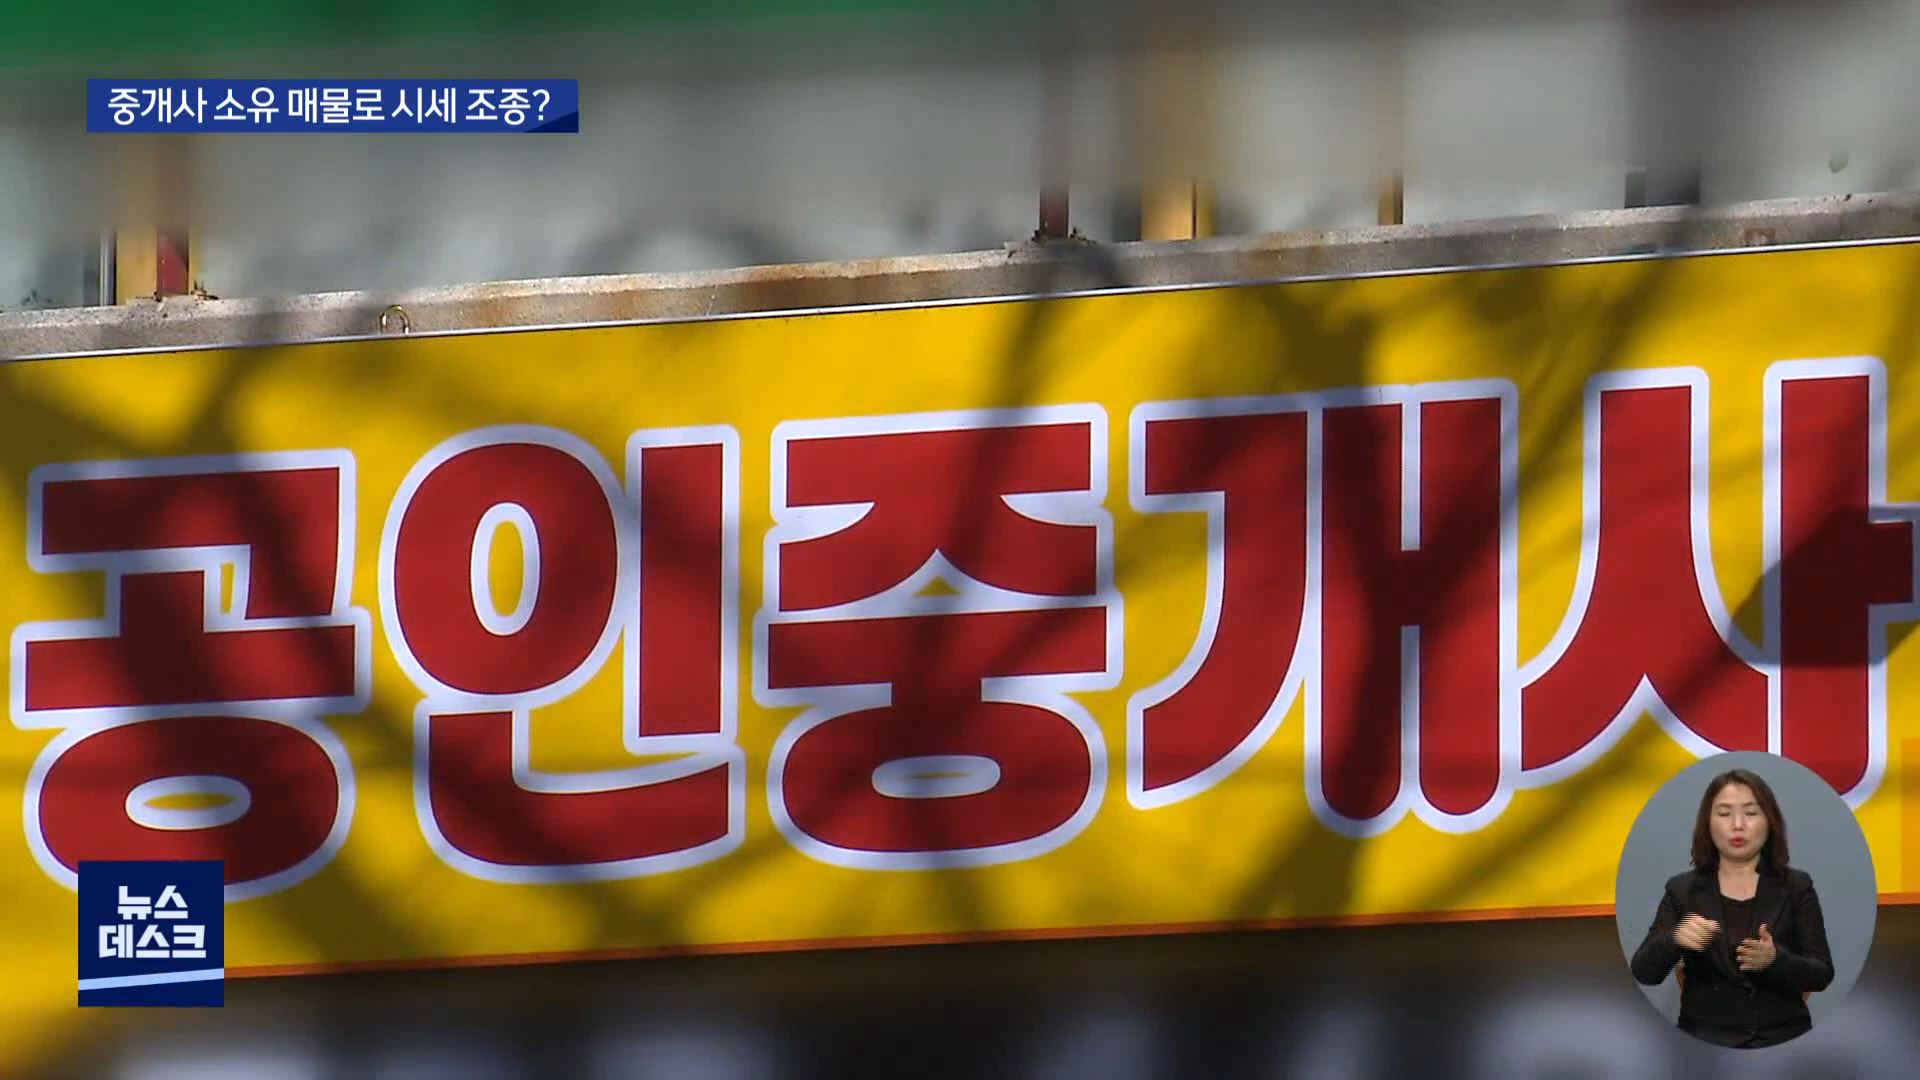 중개사 소유 매물로 시세 조종?
공인중개사
뉴스
데스크